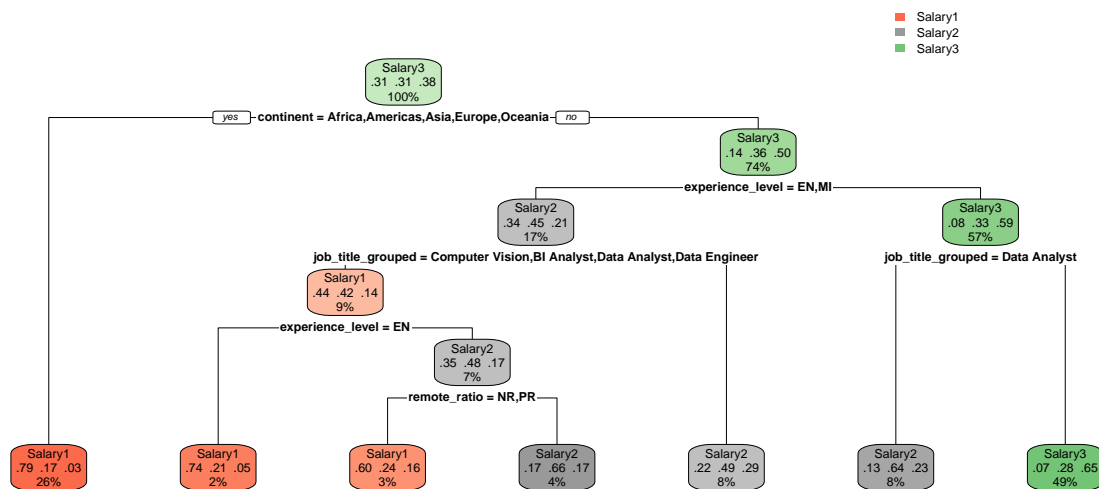 Salary1
Salary2
Salary3
Salary3
.31 .31 .38
100%
yes
continent = Africa,Americas,Asia,Europe,Oceania
no
Salary3
.14 .36 .50
74%
experience_level = EN,MI
Salary2
.34 .45 .21
17%
Salary3
.08 .33 .59
57%
job_title_grouped = Computer Vision,BI Analyst,Data Analyst,Data Engineer
job_title_grouped = Data Analyst
Salary1
.44 .42 .14
9%
experience_level = EN
Salary2
.35 .48 .17
7%
remote_ratio = NR,PR
Salary1
.79 .17 .03
26%
Salary1
.74 .21 .05
2%
Salary1
.60 .24 .16
3%
Salary2
.17 .66 .17
4%
Salary2
.22 .49 .29
8%
Salary2
.13 .64 .23
8%
Salary3
.07 .28 .65
49%